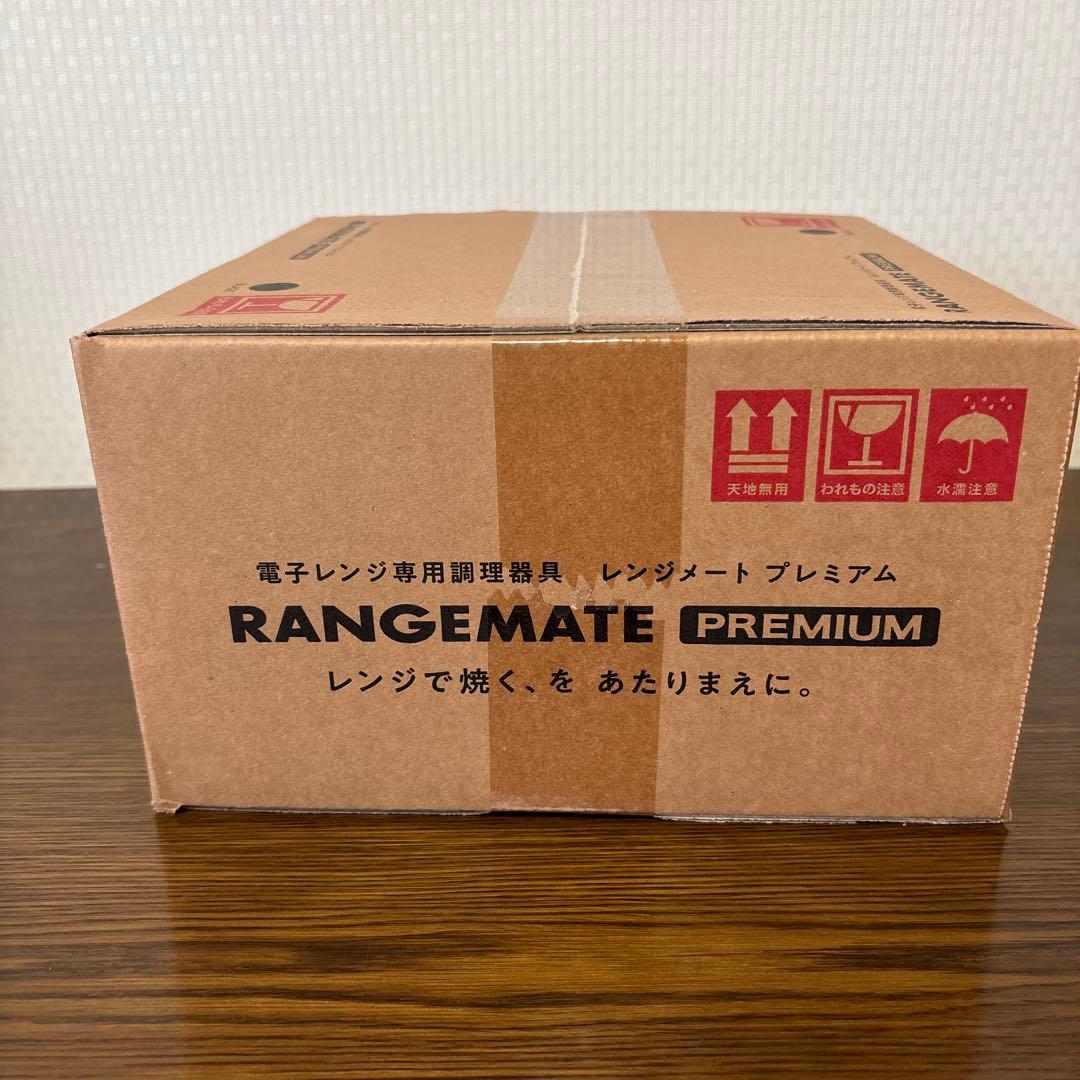 RANGEMATE
天地無用
われもの注意
水濡注意
電子レンジ専用調理器具 レンジメート プレミアム
RANGEMATE PREMIUM
レンジで焼く、を あたりまえに。